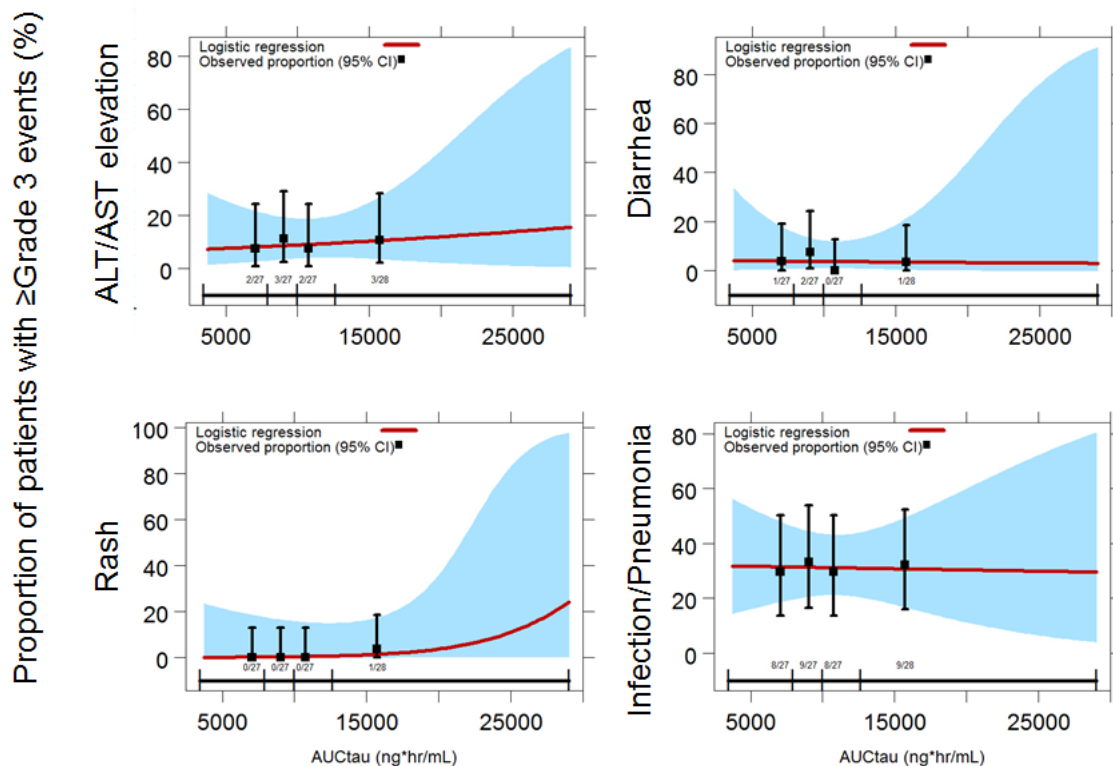 Proportion of patients with ≥Grade 3 events (%)
ALT/AST elevation
Logistic regression
Observed proportion (95% CI)
80
60
40
20
0
2/27 3/27 2/27 3/28
5000 15000 25000
Diarrhea
Logistic regression
Observed proportion (95% CI)
80
60
40
20
0
1/27 2/27 0/27 1/28
5000 15000 25000
Rash
Logistic regression
Observed proportion (95% CI)
100
80
60
40
20
0
0/27 0/27 0/27 1/28
5000 15000 25000
AUCtau (ng*hr/mL)
Infection/Pneumonia
Logistic regression
Observed proportion (95% CI)
80
60
40
20
0
8/27 9/27 8/27 9/28
5000 15000 25000
AUCtau (ng*hr/mL)